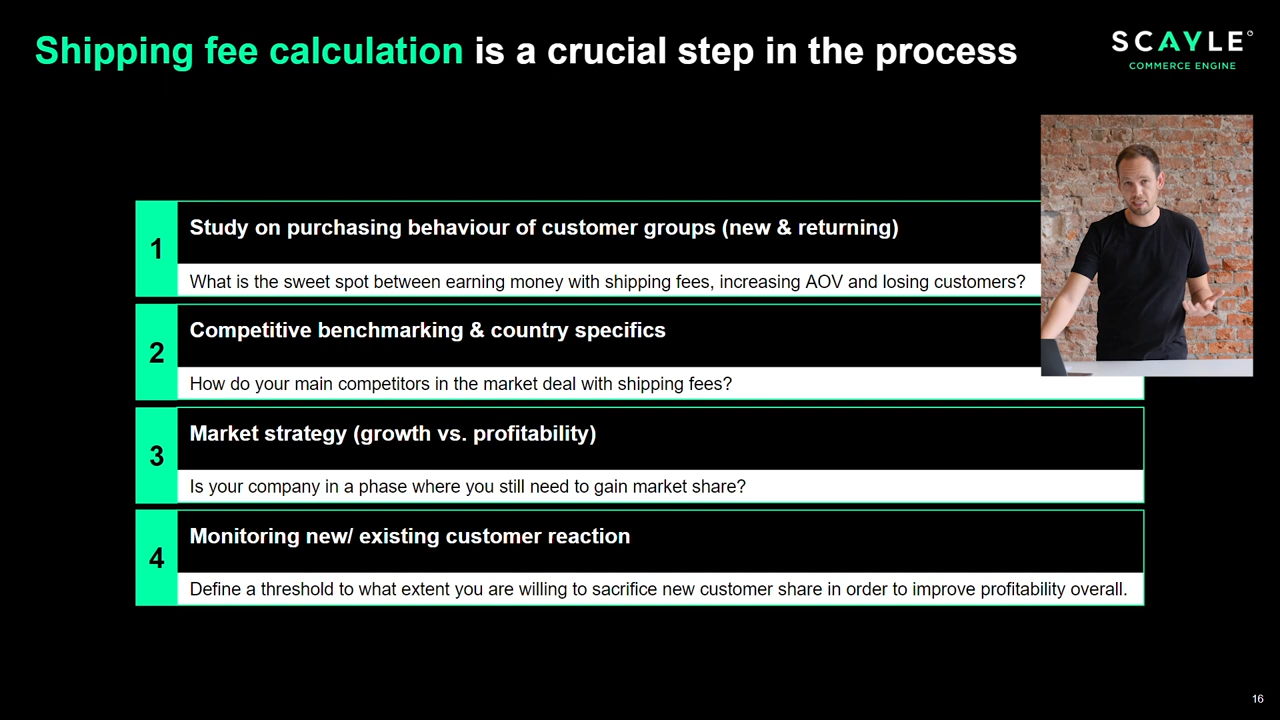 Shipping fee calculation is a crucial step in the process
SCAYLE
COMMERCE ENGINE
1
Study on purchasing behaviour of customer groups (new & returning)
What is the sweet spot between earning money with shipping fees, increasing AOV and losing customers?
2
Competitive benchmarking & country specifics
How do your main competitors in the market deal with shipping fees?
3
Market strategy (growth vs. profitability)
Is your company in a phase where you still need to gain market share?
4
Monitoring new/ existing customer reaction
Define a threshold to what extent you are willing to sacrifice new customer share in order to improve profitability overall.
16